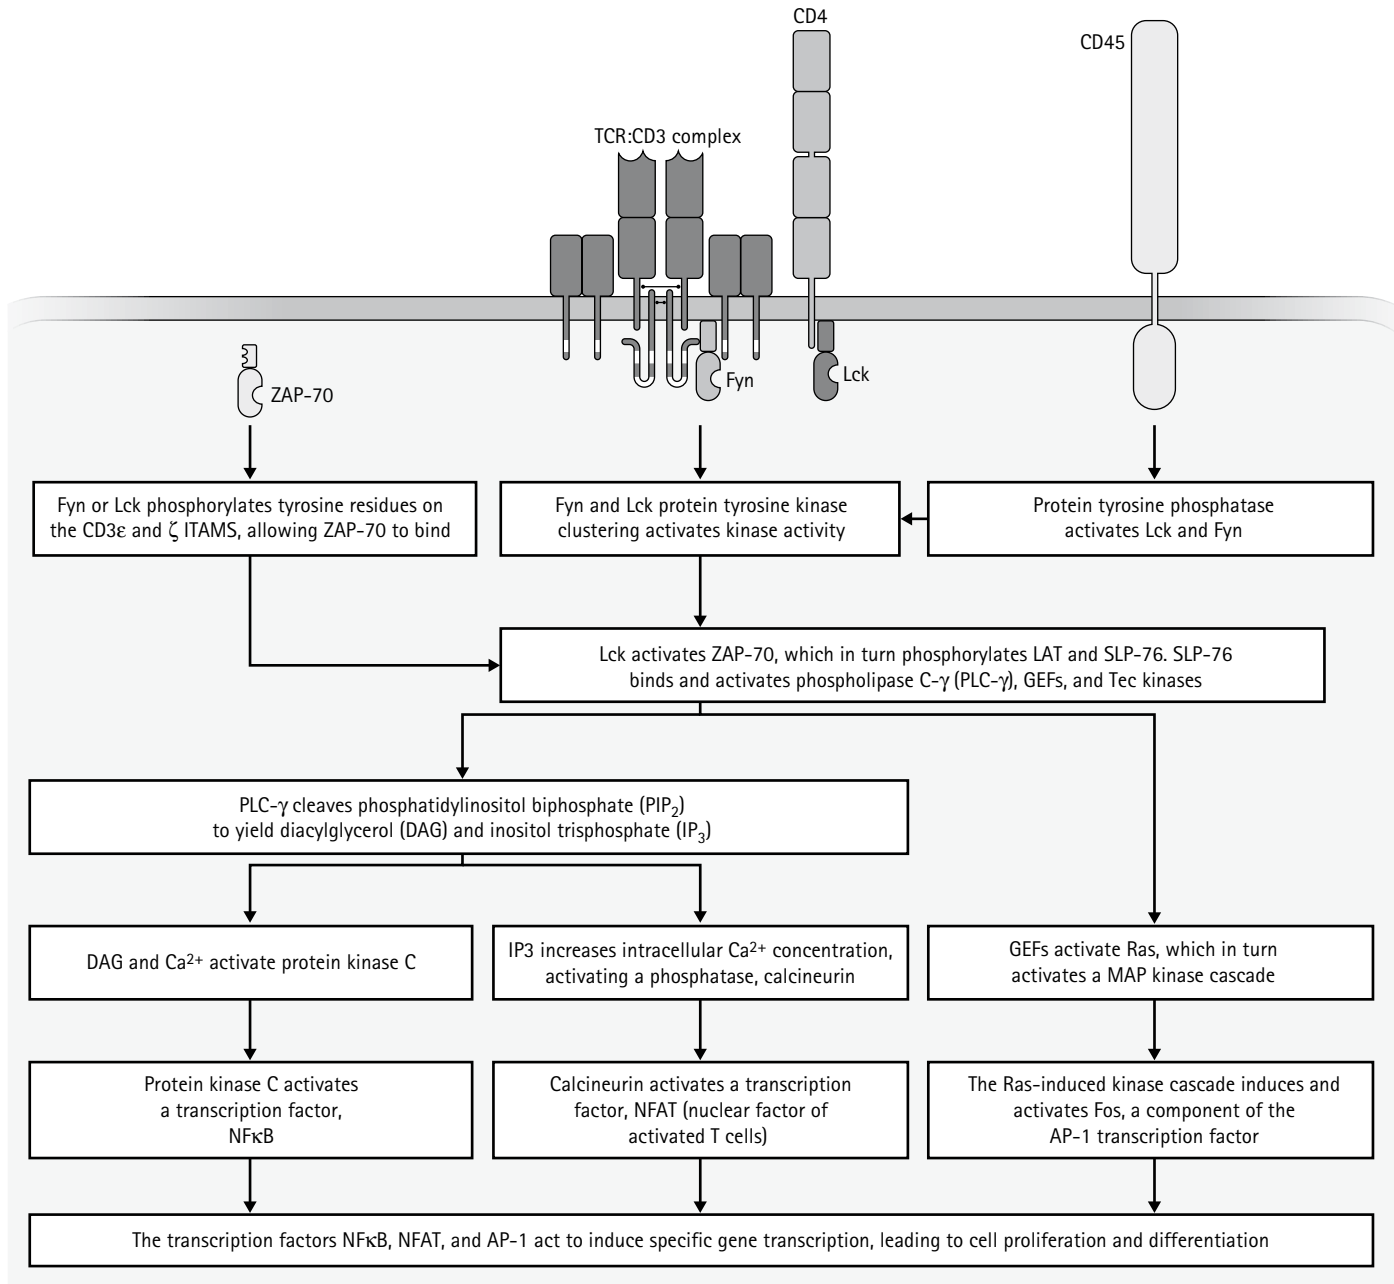 CD4
CD45
TCR:CD3 complex
Fyn
Lck
ZAP-70
Fyn or Lck phosphorylates tyrosine residues on
the CD3ε and ζ ITAMS, allowing ZAP-70 to bind
Fyn and Lck protein tyrosine kinase
clustering activates kinase activity
Protein tyrosine phosphatase
activates Lck and Fyn
Lck activates ZAP-70, which in turn phosphorylates LAT and SLP-76. SLP-76
binds and activates phospholipase C-γ (PLC-γ), GEFs, and Tec kinases
PLC-γ cleaves phosphatidylinositol biphosphate (PIP₂)
to yield diacylglycerol (DAG) and inositol trisphosphate (IP₃)
DAG and Ca²⁺ activate protein kinase C
IP3 increases intracellular Ca²⁺ concentration,
activating a phosphatase, calcineurin
GEFs activate Ras, which in turn
activates a MAP kinase cascade
Protein kinase C activates
a transcription factor,
NFκB
Calcineurin activates a transcription
factor, NFAT (nuclear factor of
activated T cells)
The Ras-induced kinase cascade induces and
activates Fos, a component of the
AP-1 transcription factor
The transcription factors NFκB, NFAT, and AP-1 act to induce specific gene transcription, leading to cell proliferation and differentiation